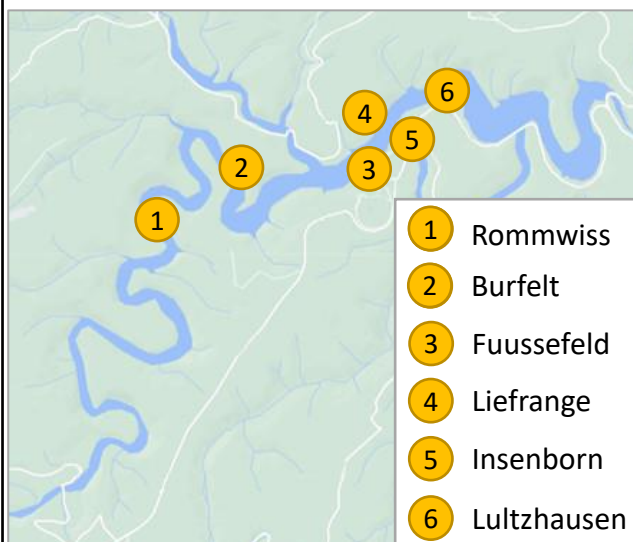 6
4
5
2
3
1
1 Rommwiss
2 Burfelt
3 Fuussefeld
4 Liefrange
5 Insenborn
6 Lultzhausen